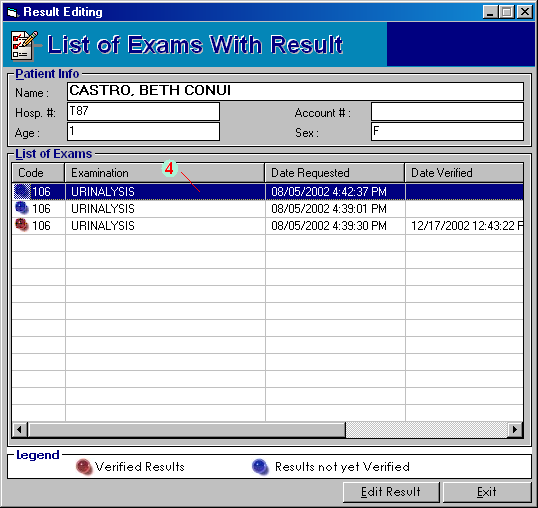 Result Editing
List of Exams With Result
Patient Info
Name : CASTRO, BETH CONUI
Hosp. #: T87 Account # :
Age : 1 Sex : F
List of Exams
4
Code Examination Date Requested Date Verified
106 URINALYSIS 08/05/2002 4:42:37 PM
106 URINALYSIS 08/05/2002 4:39:01 PM
106 URINALYSIS 08/05/2002 4:39:30 PM 12/17/2002 12:43:22 P
Legend
Verified Results Results not yet Verified
Edit Result Exit